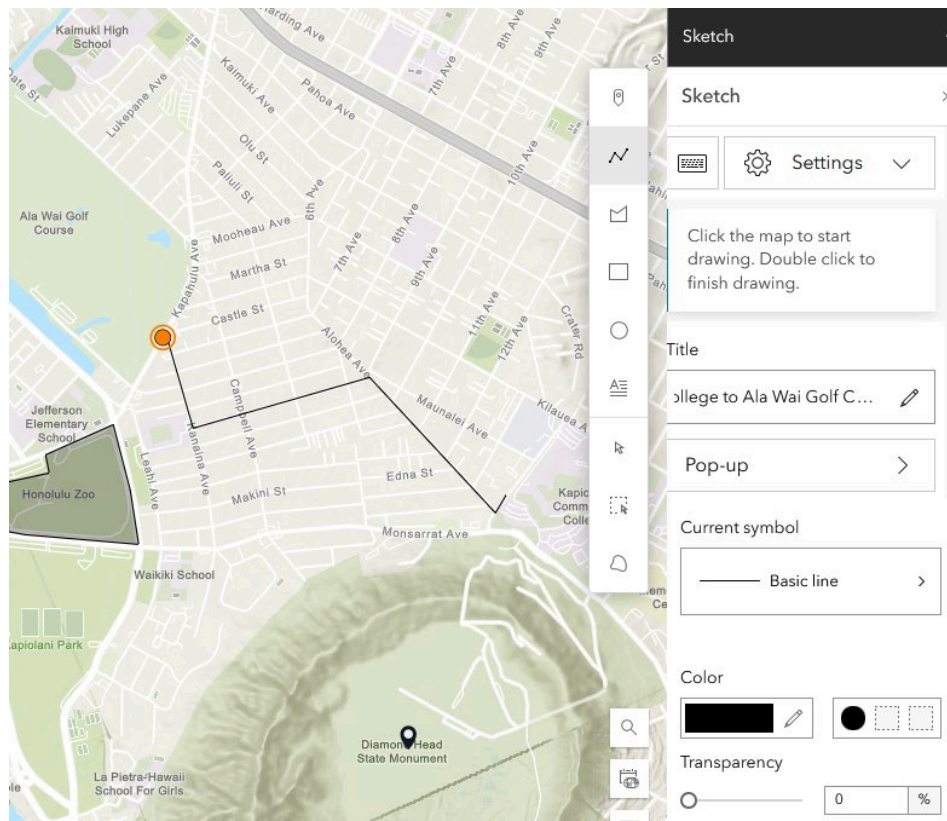 Kaimuki High
School
Harding Ave
8th Ave
9th Ave
Date St
Lukepane Ave
Kaimuki Ave
Pahoa Ave
7th Ave
Olu St
Paliuli St
6th Ave
10th Ave
Ala Wai Golf
Course
Mooheau Ave
Kapahulu Ave
Martha St
7th Ave
8th Ave
9th Ave
Castle St
Alohea Ave
11th Ave
12th Ave
Crater Rd
Jefferson
Elementary
School
Campbell Ave
Maunalei Ave
Kilauea A
Leahi Ave
Kanaina Ave
Edna St
Honolulu Zoo
Makini St
Kapio
Comm
Colle
Monsarrat Ave
Waikiki School
Kapiolani Park
Diamond Head
State Monument
La Pietra-Hawaii
School For Girls
Sketch
Sketch
Settings
Click the map to start
drawing. Double click to
finish drawing.
Title
ollege to Ala Wai Golf C...
Pop-up
Current symbol
Basic line
Color
Transparency
0 %